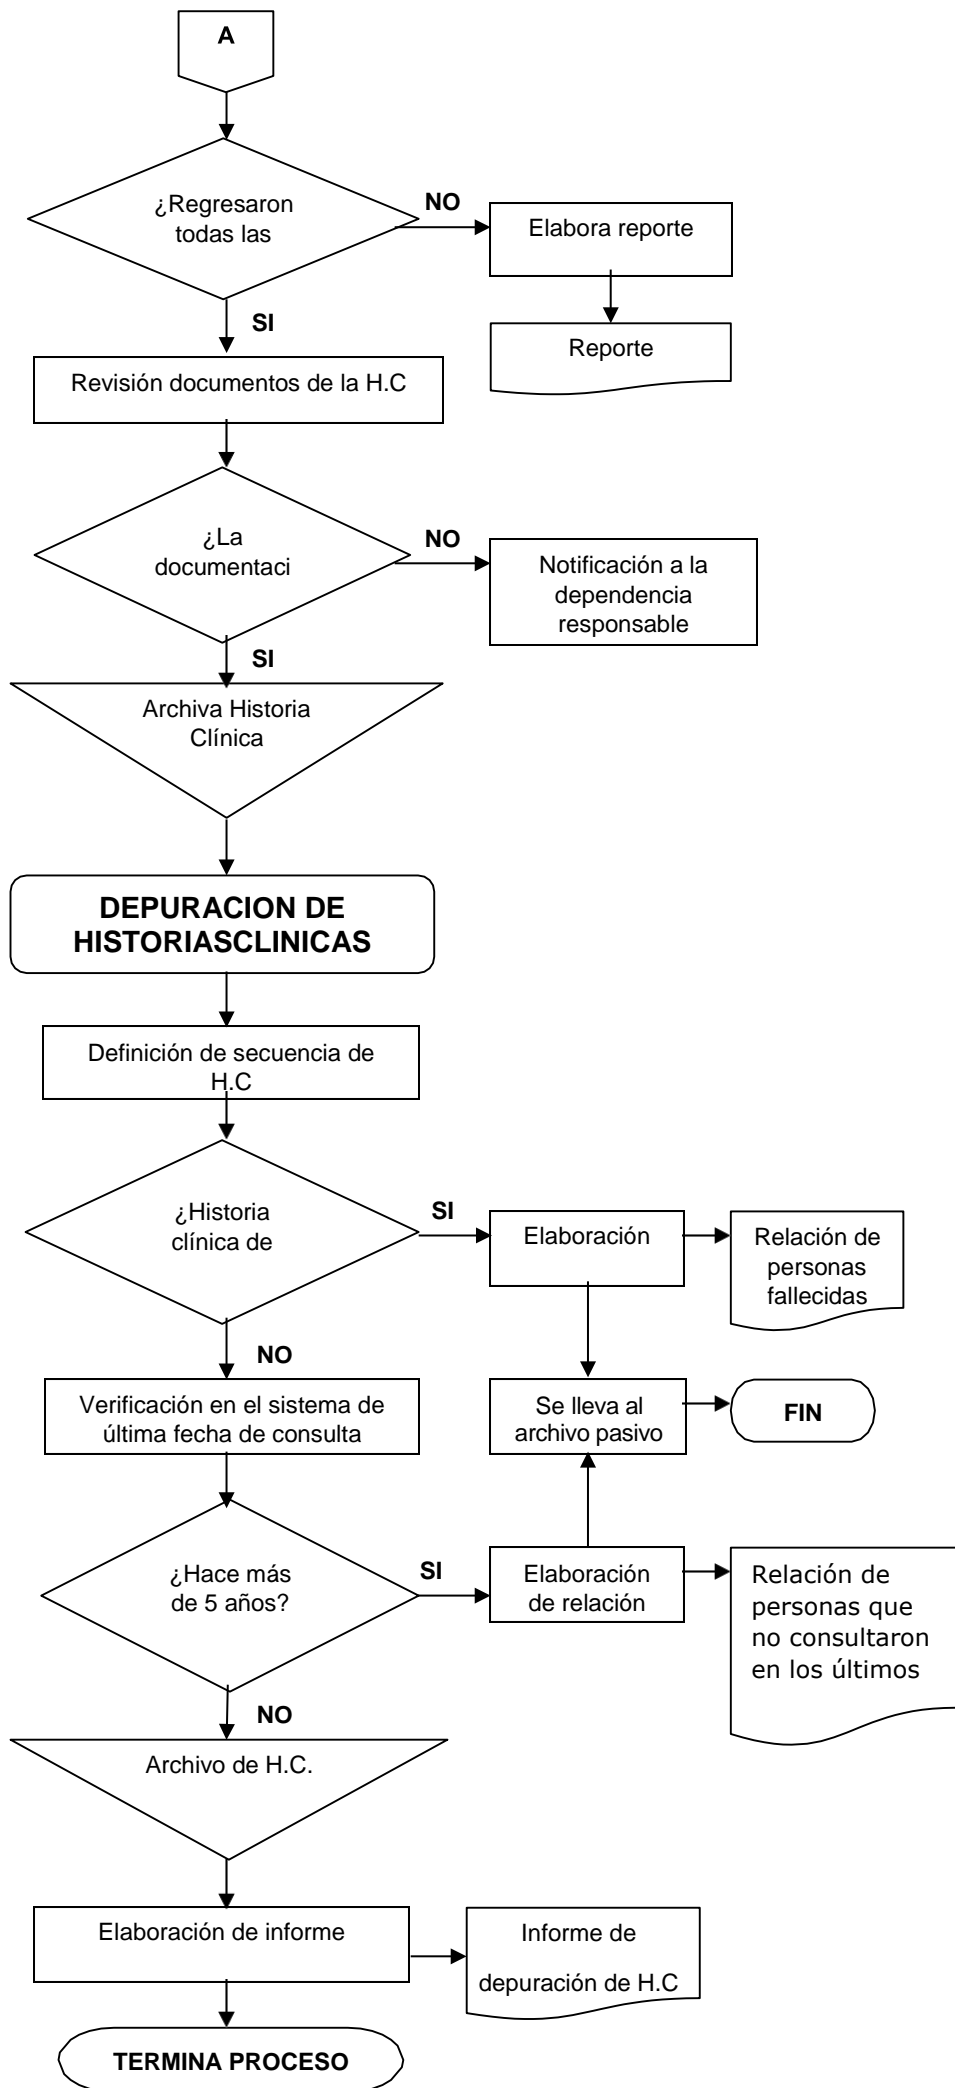 A
¿Regresaron
todas las
NO
Elabora reporte
Reporte
SI
Revisión documentos de la H.C
¿La
documentaci
NO
Notificación a la
dependencia
responsable
SI
Archiva Historia
Clínica
DEPURACION DE
HISTORIASCLINICAS
Definición de secuencia de
H.C
¿Historia
clínica de
SI
Elaboración
Relación de
personas
fallecidas
NO
Verificación en el sistema de
última fecha de consulta
Se lleva al
archivo pasivo
FIN
¿Hace más
de 5 años?
SI
Elaboración
de relación
Relación de
personas que
no consultaron
en los últimos
NO
Archivo de H.C.
Elaboración de informe
Informe de
depuración de H.C
TERMINA PROCESO